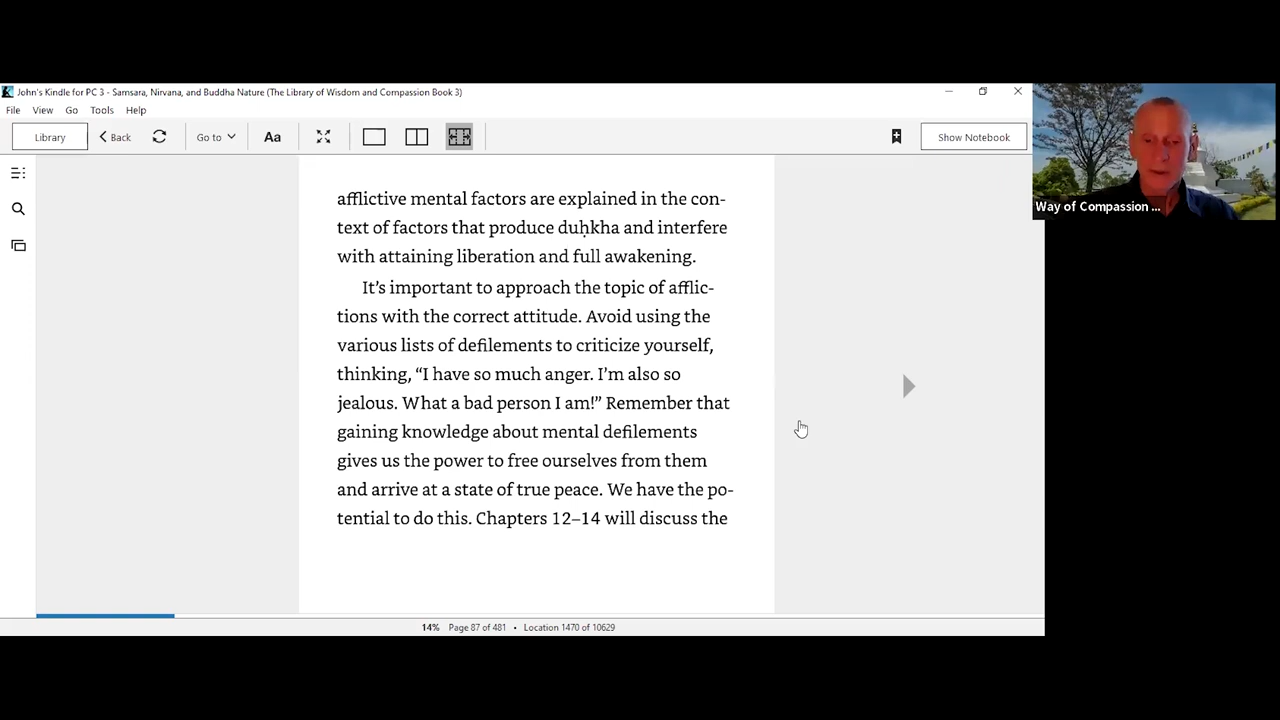 John's Kindle for PC 3 - Samsara, Nirvana, and Buddha Nature (The Library of Wisdom and Compassion Book 3)
File View Go Tools Help
Library Back Go to Aa Show Notebook
Way of Compassion ...
afflictive mental factors are explained in the con-
text of factors that produce duḥkha and interfere
with attaining liberation and full awakening.
It's important to approach the topic of afflic-
tions with the correct attitude. Avoid using the
various lists of defilements to criticize yourself,
thinking, “I have so much anger. I'm also so
jealous. What a bad person I am!” Remember that
gaining knowledge about mental defilements
gives us the power to free ourselves from them
and arrive at a state of true peace. We have the po-
tential to do this. Chapters 12–14 will discuss the
14% Page 87 of 481 • Location 1470 of 10629